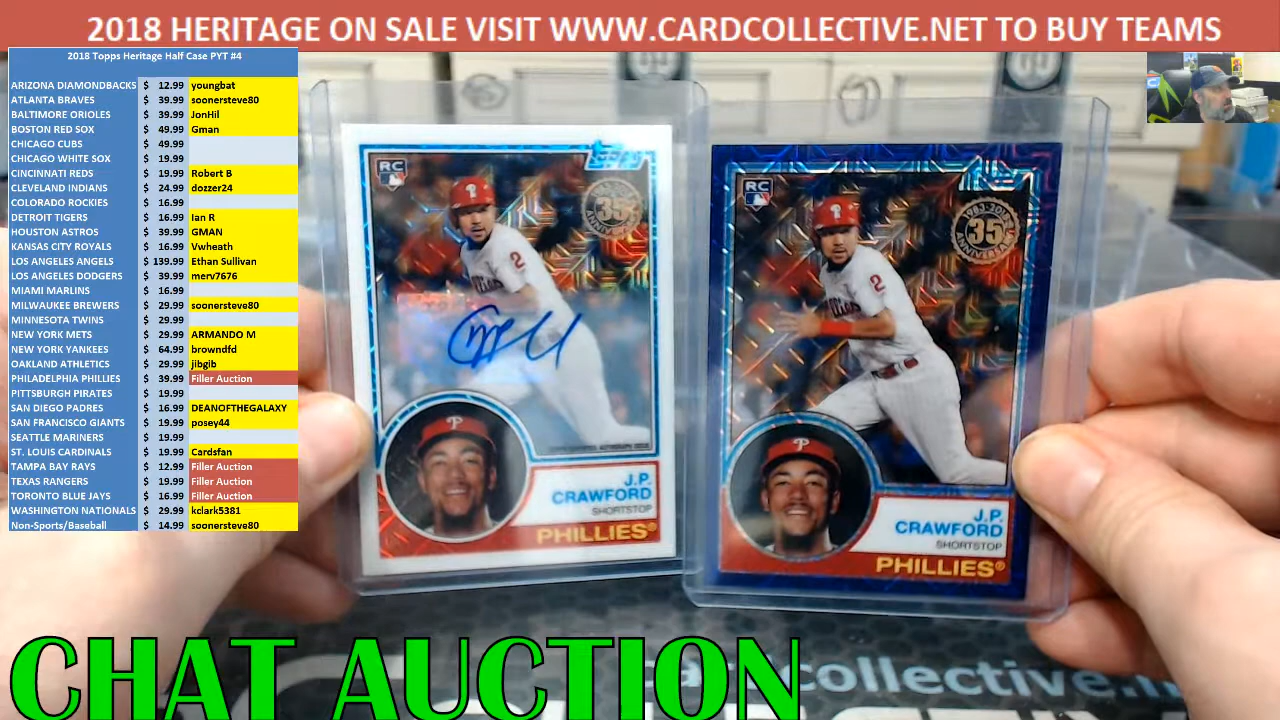 2018 HERITAGE ON SALE VISIT WWW.CARDCOLLECTIVE.NET TO BUY TEAMS
2018 Topps Heritage Half Case PYT #4
ARIZONA DIAMONDBACKS $ 12.99 youngbat
ATLANTA BRAVES $ 39.99 soonersteve80
BALTIMORE ORIOLES $ 39.99 JonHil
BOSTON RED SOX $ 49.99 Gman
CHICAGO CUBS $ 49.99
CHICAGO WHITE SOX $ 19.99
CINCINNATI REDS $ 19.99 Robert B
CLEVELAND INDIANS $ 24.99 dozzer24
COLORADO ROCKIES $ 16.99
DETROIT TIGERS $ 16.99 Ian R
HOUSTON ASTROS $ 39.99 GMAN
KANSAS CITY ROYALS $ 16.99 Vwheath
LOS ANGELES ANGELS $ 139.99 Ethan Sullivan
LOS ANGELES DODGERS $ 39.99 merv7676
MIAMI MARLINS $ 16.99
MILWAUKEE BREWERS $ 29.99 soonersteve80
MINNESOTA TWINS $ 29.99
NEW YORK METS $ 29.99 ARMANDO M
NEW YORK YANKEES $ 64.99 browndfd
OAKLAND ATHLETICS $ 29.99 jibgib
PHILADELPHIA PHILLIES $ 39.99 Filler Auction
PITTSBURGH PIRATES $ 19.99
SAN DIEGO PADRES $ 16.99 DEANOFTHEGALAXY
SAN FRANCISCO GIANTS $ 19.99 posey44
SEATTLE MARINERS $ 19.99
ST. LOUIS CARDINALS $ 19.99 Cardsfan
TAMPA BAY RAYS $ 12.99 Filler Auction
TEXAS RANGERS $ 19.99 Filler Auction
TORONTO BLUE JAYS $ 16.99 Filler Auction
WASHINGTON NATIONALS $ 29.99 kclark5381
Non-Sports/Baseball $ 14.99 soonersteve80
RC
Topps
35
2
P
J.P.
CRAWFORD
SHORTSTOP
PHILLIES
RC
1983-2018
35
ANNIVERSARY
2
P
J.P.
CRAWFORD
SHORTSTOP
PHILLIES
CHAT AUCTION
cardcollective.n